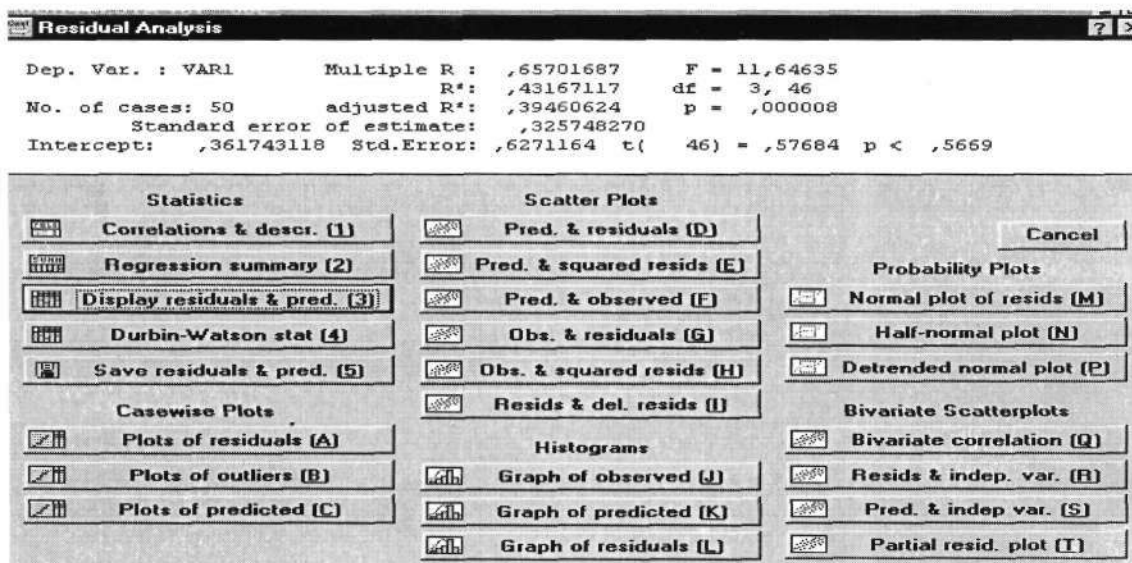 Residual Analysis
Dep. Var. : VAR1 Multiple R : ,65701687 F = 11,64635
R²: ,43167117 df = 3, 46
No. of cases: 50 adjusted R²: ,39460624 p = ,000008
Standard error of estimate: ,325748270
Intercept: ,361743118 Std.Error: ,6271164 t( 46) = ,57684 p < ,5669
Statistics
Correlations & descr. (1)
Regression summary (2)
Display residuals & pred. (3)
Durbin-Watson stat (4)
Save residuals & pred. (5)
Casewise Plots
Plots of residuals (A)
Plots of outliers (B)
Plots of predicted (C)
Scatter Plots
Pred. & residuals (D)
Pred. & squared resids (E)
Pred. & observed (F)
Obs. & residuals (G)
Obs. & squared resids (H)
Resids & del. resids (I)
Histograms
Graph of observed (J)
Graph of predicted (K)
Graph of residuals (L)
Cancel
Probability Plots
Normal plot of resids (M)
Half-normal plot (N)
Detrended normal plot (P)
Bivariate Scatterplots
Bivariate correlation (Q)
Resids & indep. var. (R)
Pred. & indep var. (S)
Partial resid. plot (T)